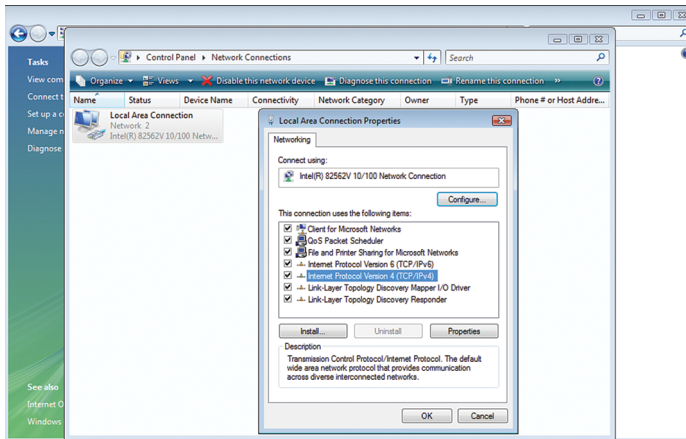 Control Panel ▸ Network Connections
Search
Organize
Views
Disable this network device
Diagnose this connection
Rename this connection
»
Name
Status
Device Name
Connectivity
Network Category
Owner
Type
Phone # or Host Addre...
Tasks
View com
Connect t
Set up a c
Manage n
Diagnose
See also
Internet O
Windows
Local Area Connection
Network 2
Intel(R) 82562V 10/100 Netw...
Local Area Connection Properties
Networking
Connect using:
Intel(R) 82562V 10/100 Network Connection
Configure...
This connection uses the following items:
Client for Microsoft Networks
QoS Packet Scheduler
File and Printer Sharing for Microsoft Networks
Internet Protocol Version 6 (TCP/IPv6)
Internet Protocol Version 4 (TCP/IPv4)
Link-Layer Topology Discovery Mapper I/O Driver
Link-Layer Topology Discovery Responder
Install...
Uninstall
Properties
Description
Transmission Control Protocol/Internet Protocol. The default
wide area network protocol that provides communication
across diverse interconnected networks.
OK
Cancel